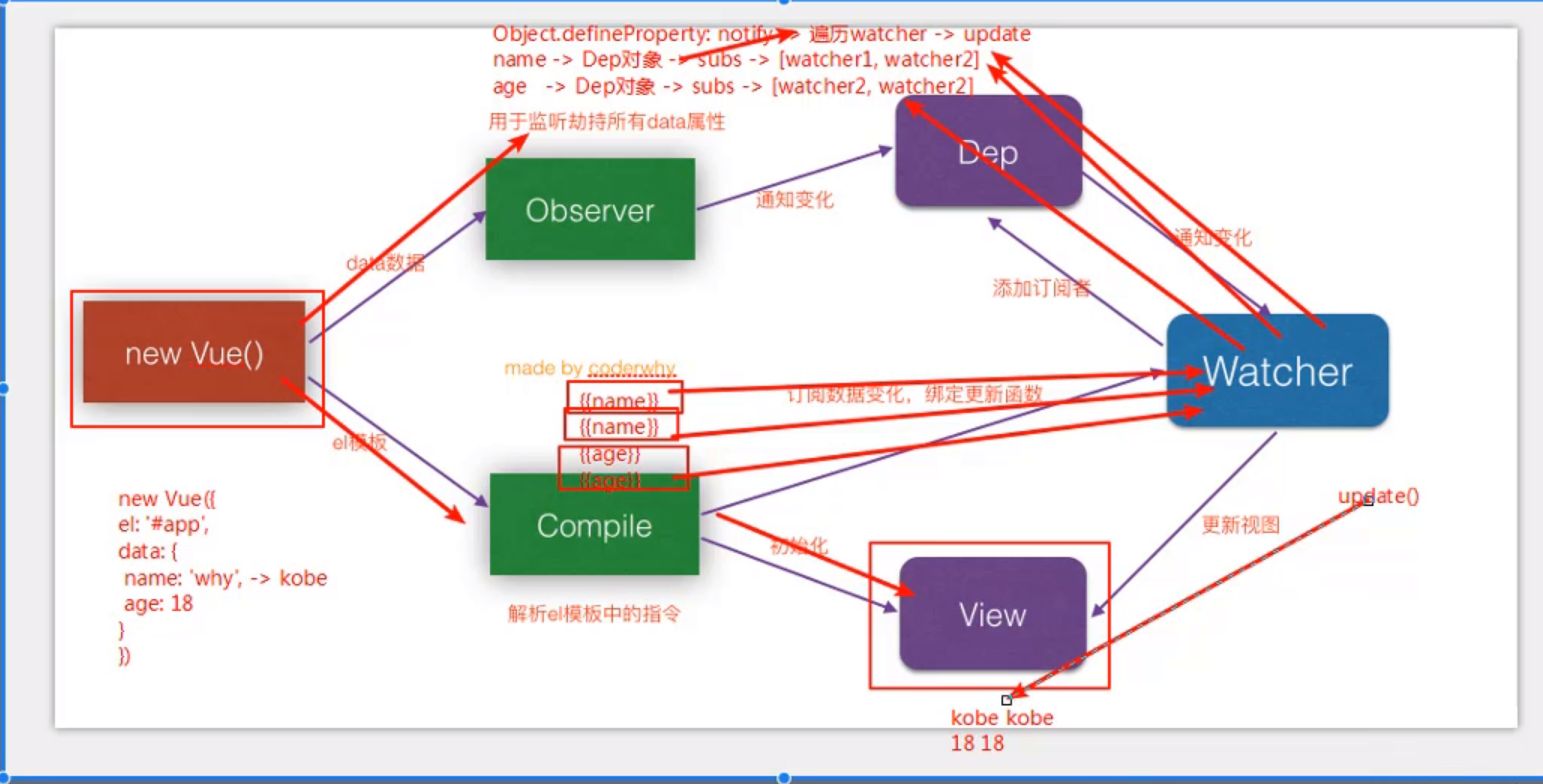 Object.defineProperty: notify -> 遍历watcher -> update
name -> Dep对象 -> subs -> [watcher1, watcher2]
age -> Dep对象 -> subs -> [watcher2, watcher2]
用于监听劫持所有data属性
Dep
Observer
通知变化
通知变化
data数据
添加订阅者
new Vue()
made by coderwhy
Watcher
{{name}}
订阅数据变化，绑定更新函数
{{name}}
el模板
{{age}}
{{age}}
new Vue({
el: '#app',
data: {
name: 'why', -> kobe
age: 18
}
})
Compile
初始化
解析el模板中的指令
update()
更新视图
View
kobe kobe
18 18